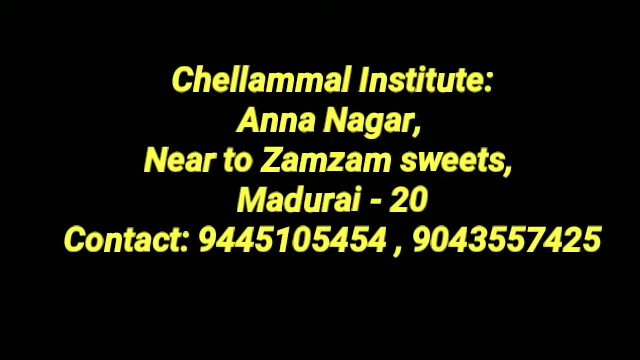 Chellammal Institute:
Anna Nagar,
Near to Zamzam sweets,
Madurai - 20
Contact: 9445105454 , 9043557425